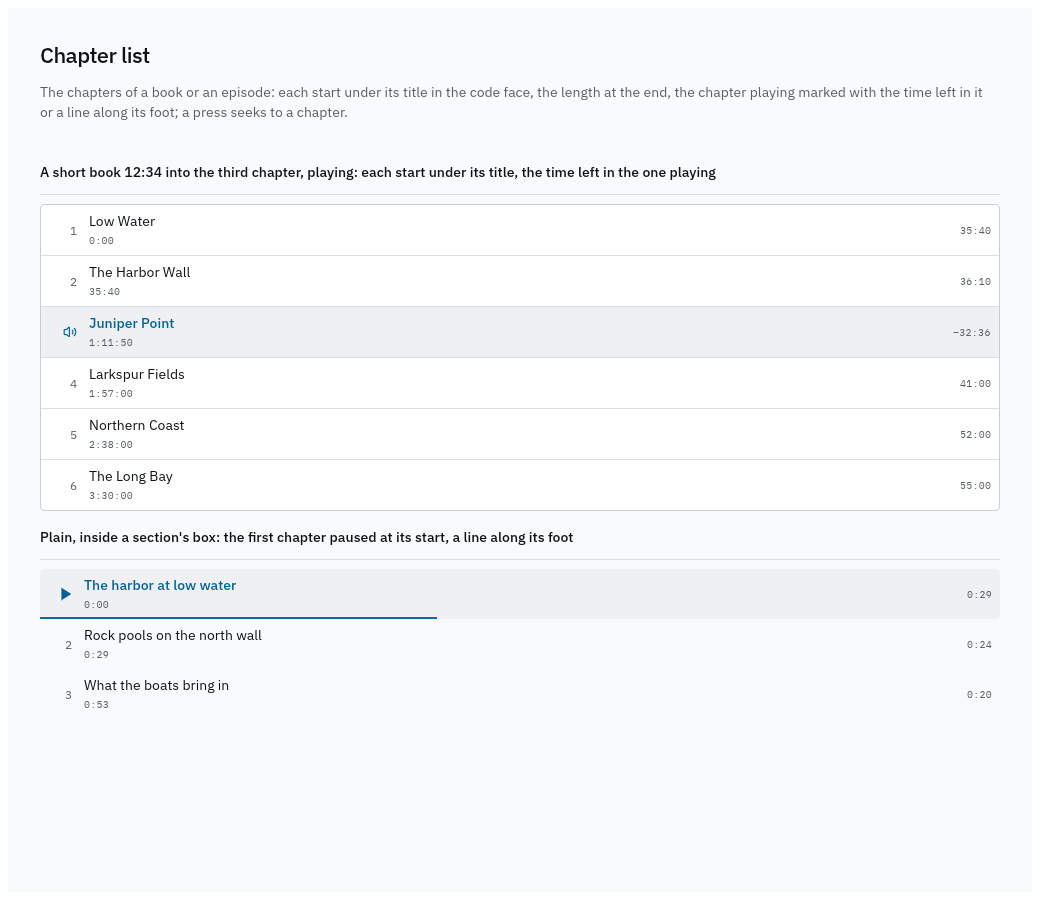 Chapter list
The chapters of a book or an episode: each start under its title in the code face, the length at the end, the chapter playing marked with the time left in it
or a line along its foot; a press seeks to a chapter.
A short book 12:34 into the third chapter, playing: each start under its title, the time left in the one playing
1 Low Water 35:40
0:00
2 The Harbor Wall 36:10
35:40
Juniper Point −32:36
1:11:50
4 Larkspur Fields 41:00
1:57:00
5 Northern Coast 52:00
2:38:00
6 The Long Bay 55:00
3:30:00
Plain, inside a section's box: the first chapter paused at its start, a line along its foot
The harbor at low water 0:29
0:00
2 Rock pools on the north wall 0:24
0:29
3 What the boats bring in 0:20
0:53